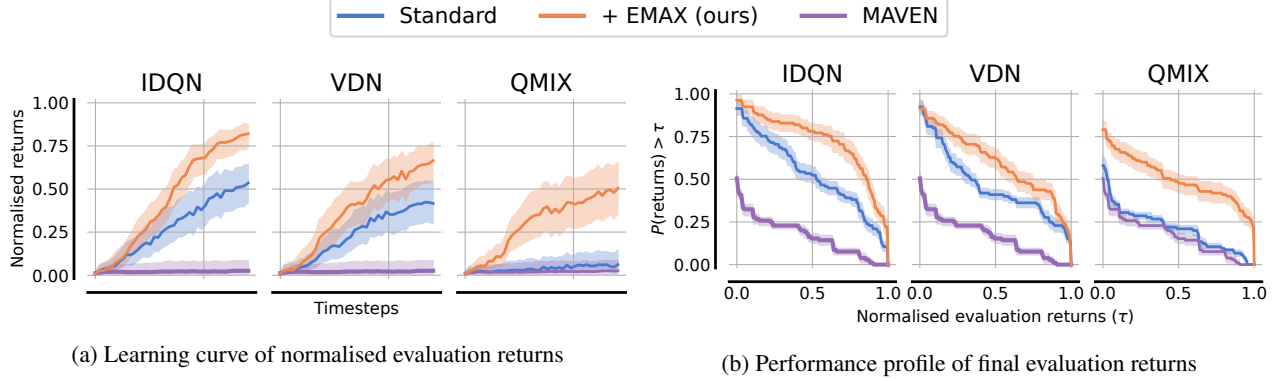 Standard + EMAX (ours) MAVEN
IDQN VDN QMIX
Normalised returns
1.00
0.75
0.50
0.25
0.00
Timesteps
(a) Learning curve of normalised evaluation returns
IDQN VDN QMIX
P(returns) > τ
1.00
0.75
0.50
0.25
0.00
0.0 0.5 1.0 0.0 0.5 1.0 0.0 0.5 1.0
Normalised evaluation returns (τ)
(b) Performance profile of final evaluation returns